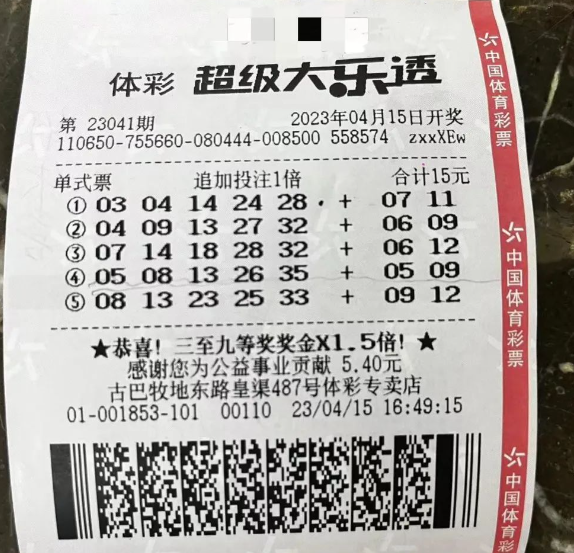 体彩 超级大乐透
第 23041期 2023年04月15日开奖
110650-755660-080444-008500 558574 zxxXEw
单式票 追加投注1倍 合计15元
① 03 04 14 24 28 + 07 11
② 04 09 13 27 32 + 06 09
③ 07 14 18 28 32 + 06 12
④ 05 08 13 26 35 + 05 09
⑤ 08 13 23 25 33 + 09 12
★恭喜! 三至九等奖奖金X1.5倍! ★
感谢您为公益事业贡献 5.40元
古巴牧地东路皇渠487号体彩专卖店
01-001853-101 00110 23/04/15 16:49:15
中国体育彩票
中国体育彩票
中国体育彩